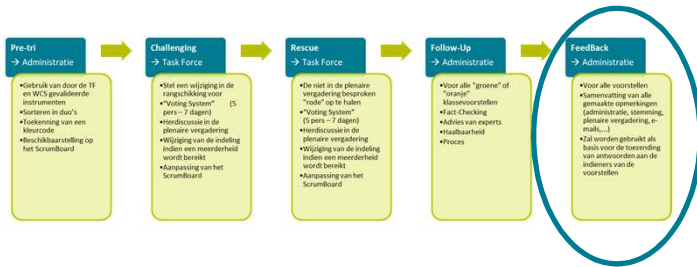 Pre-tri
→ Administratie
•Gebruik van door de TF
en WCS gevalideerde
instrumenten
•Sorteren in duo's
•Toekenning van een
kleurcode
•Beschikbaarstelling op
het ScrumBoard
Challenging
→ Task Force
•Stel een wijziging in de
rangschikking voor
•"Voting System" (5
pers – 7 dagen)
•Herdiscussie in de
plenaire vergadering
•Wijziging van de indeling
indien een meerderheid
wordt bereikt
•Aanpassing van het
ScrumBoard
Rescue
→ Task Force
•De niet in de plenaire
vergadering besproken
"rode" op te halen
•"Voting System"
(5 pers – 7 dagen)
•Herdiscussie in de
plenaire vergadering
•Wijziging van de indeling
indien een meerderheid
wordt bereikt
•Aanpassing van het
ScrumBoard
Follow-Up
→ Administratie
•Voor alle "groene" of
"oranje"
klassevoorstellen
•Fact-Checking
•Advies van experts
•Haalbaarheid
•Proces
FeedBack
→ Administratie
•Voor alle voorstellen
•Samenvatting van alle
gemaakte opmerkingen
(administratie, stemming,
plenaire vergadering, e-
mails,...)
•Zal worden gebruikt als
basis voor de toezending
van antwoorden aan de
indieners van de
voorstellen